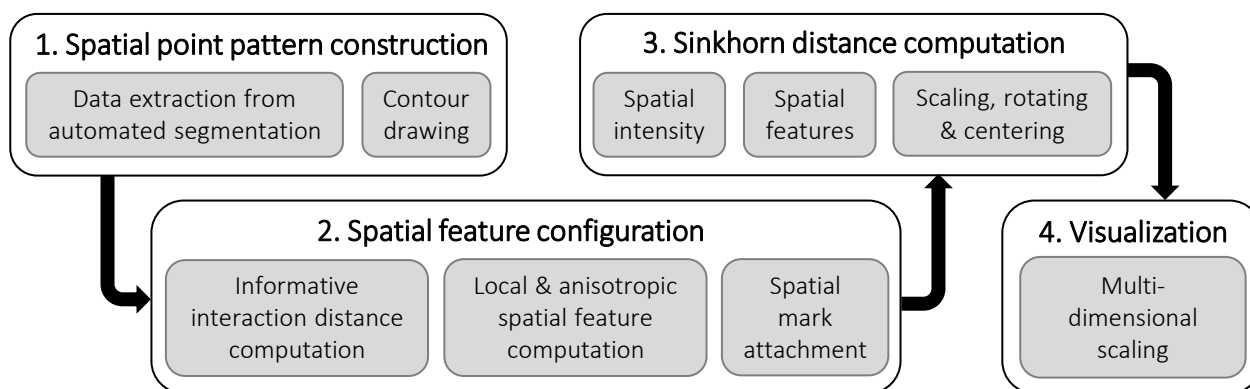 1. Spatial point pattern construction
Data extraction from
automated segmentation
Contour
drawing
2. Spatial feature configuration
Informative
interaction distance
computation
Local & anisotropic
spatial feature
computation
Spatial
mark
attachment
3. Sinkhorn distance computation
Spatial
intensity
Spatial
features
Scaling, rotating
& centering
4. Visualization
Multi-
dimensional
scaling